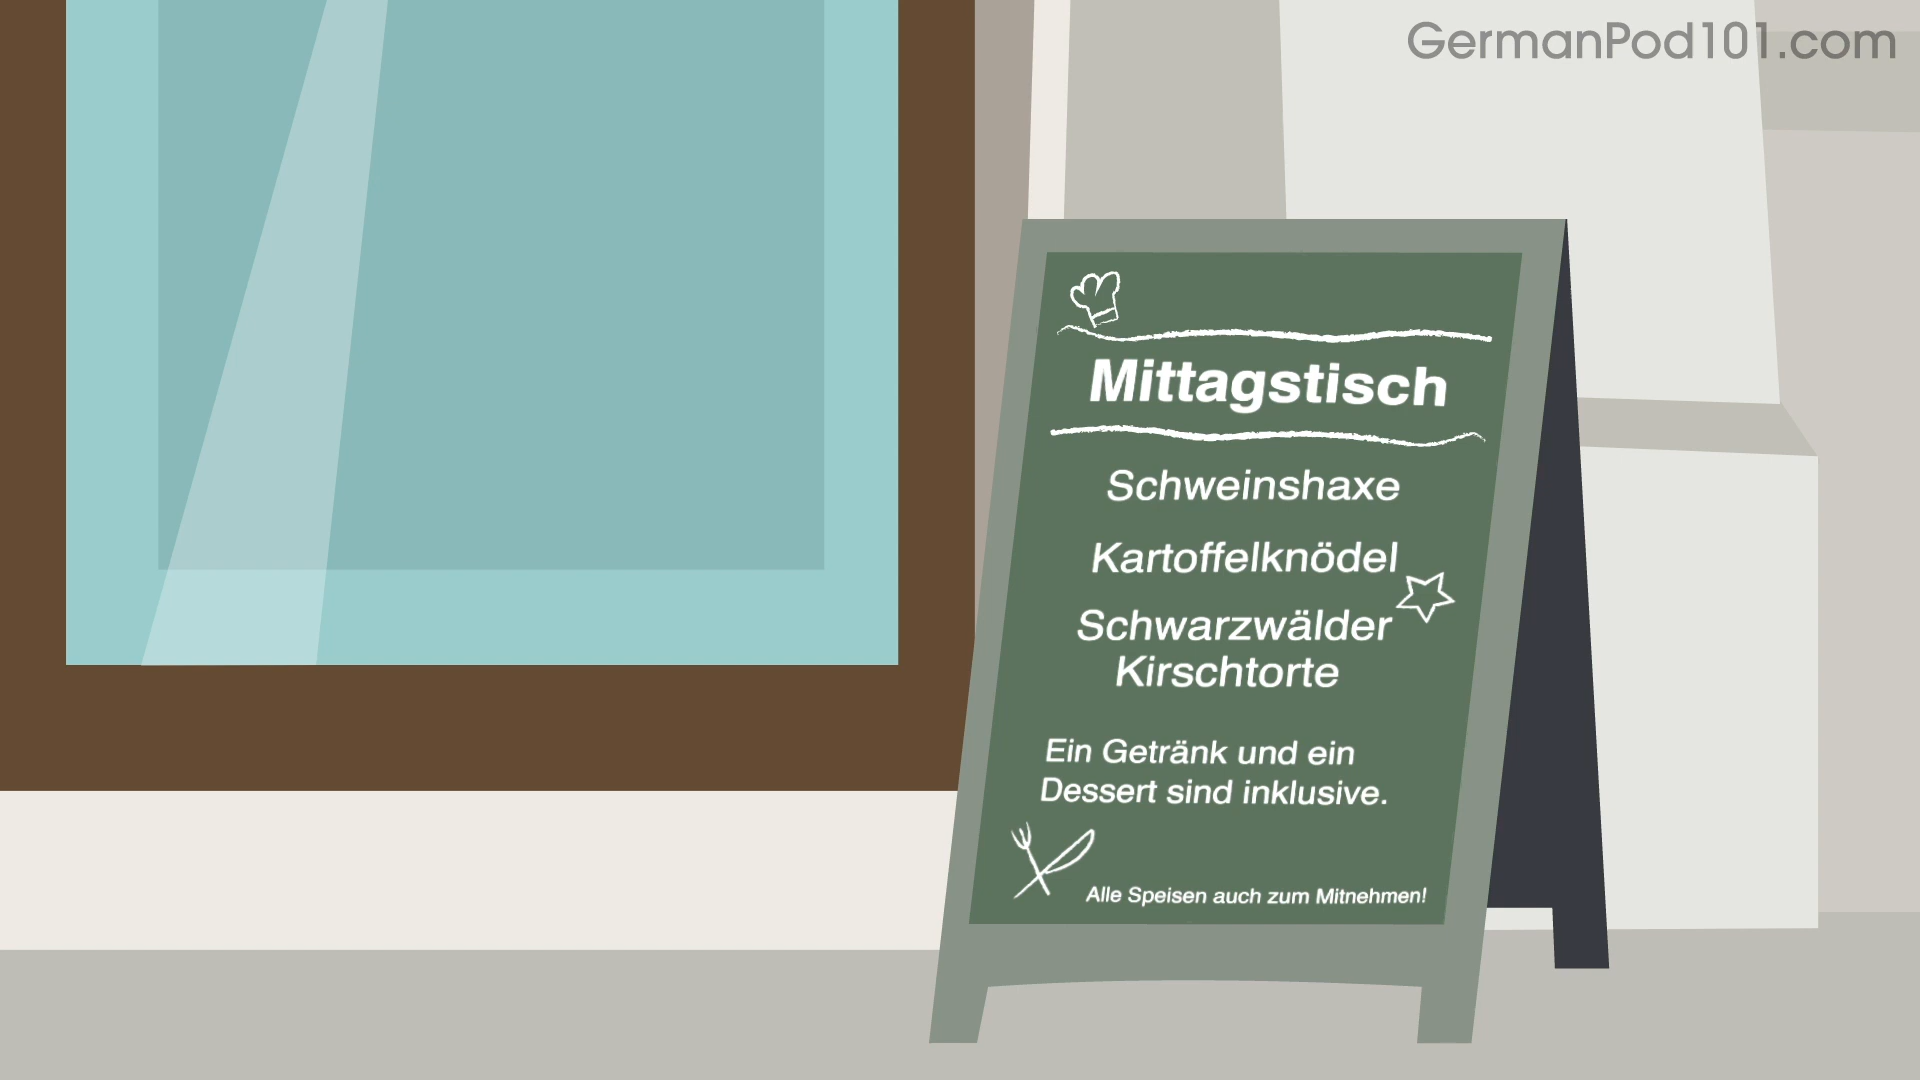 GermanPod101.com
Mittagstisch
Schweinshaxe
Kartoffelknödel
Schwarzwälder
Kirschtorte
Ein Getränk und ein
Dessert sind inklusive.
Alle Speisen auch zum Mitnehmen!